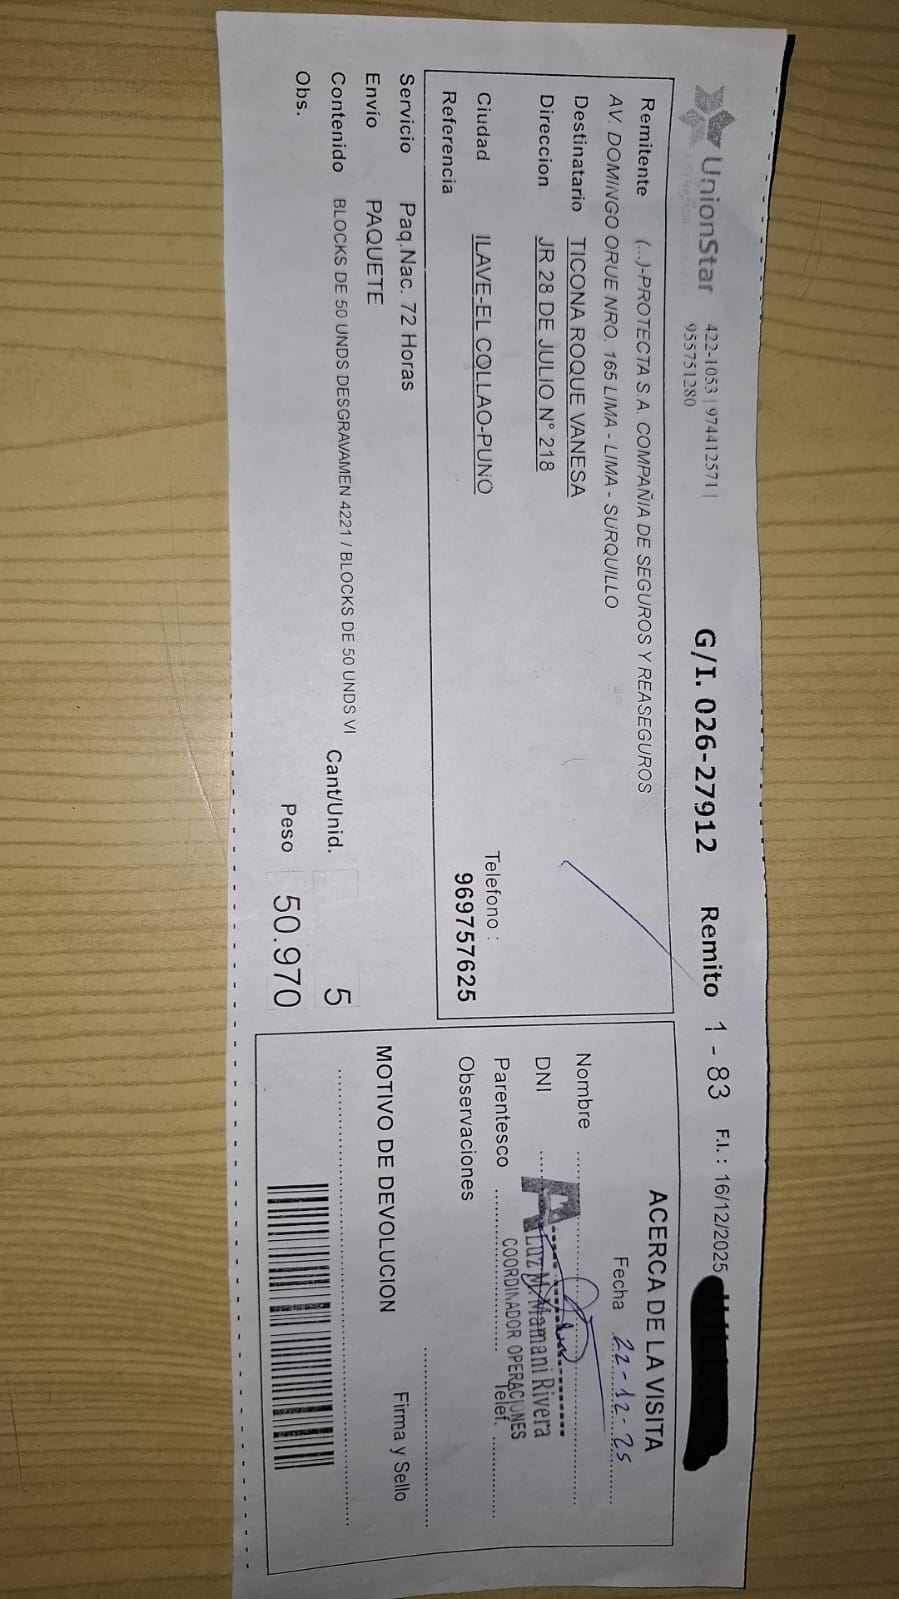 UnionStar
422-1053 | 974412571 |
955751280
G/I. 026-27912
Remito 1 - 83
F.I. : 16/12/2025
Remitente (...)-PROTECTA S.A. COMPAÑIA DE SEGUROS Y REASEGUROS
AV. DOMINGO ORUE NRO. 165 LIMA - LIMA - SURQUILLO
Destinatario TICONA ROQUE VANESA
Direccion JR 28 DE JULIO N° 218
Ciudad ILAVE-EL COLLAO-PUNO
Telefono :
Referencia
969757625
Servicio Paq.Nac. 72 Horas
Envío PAQUETE
Contenido BLOCKS DE 50 UNDS DESGRAVAMEN 4221 / BLOCKS DE 50 UNDS VI
Cant/Unid. 5
Obs.
Peso 50.970
ACERCA DE LA VISITA
Fecha 22-12-25
Nombre
DNI
Luz M. Mamani Rivera
COORDINADOR OPERACIONES
Parentesco
Telef.
Observaciones
Firma y Sello
MOTIVO DE DEVOLUCION